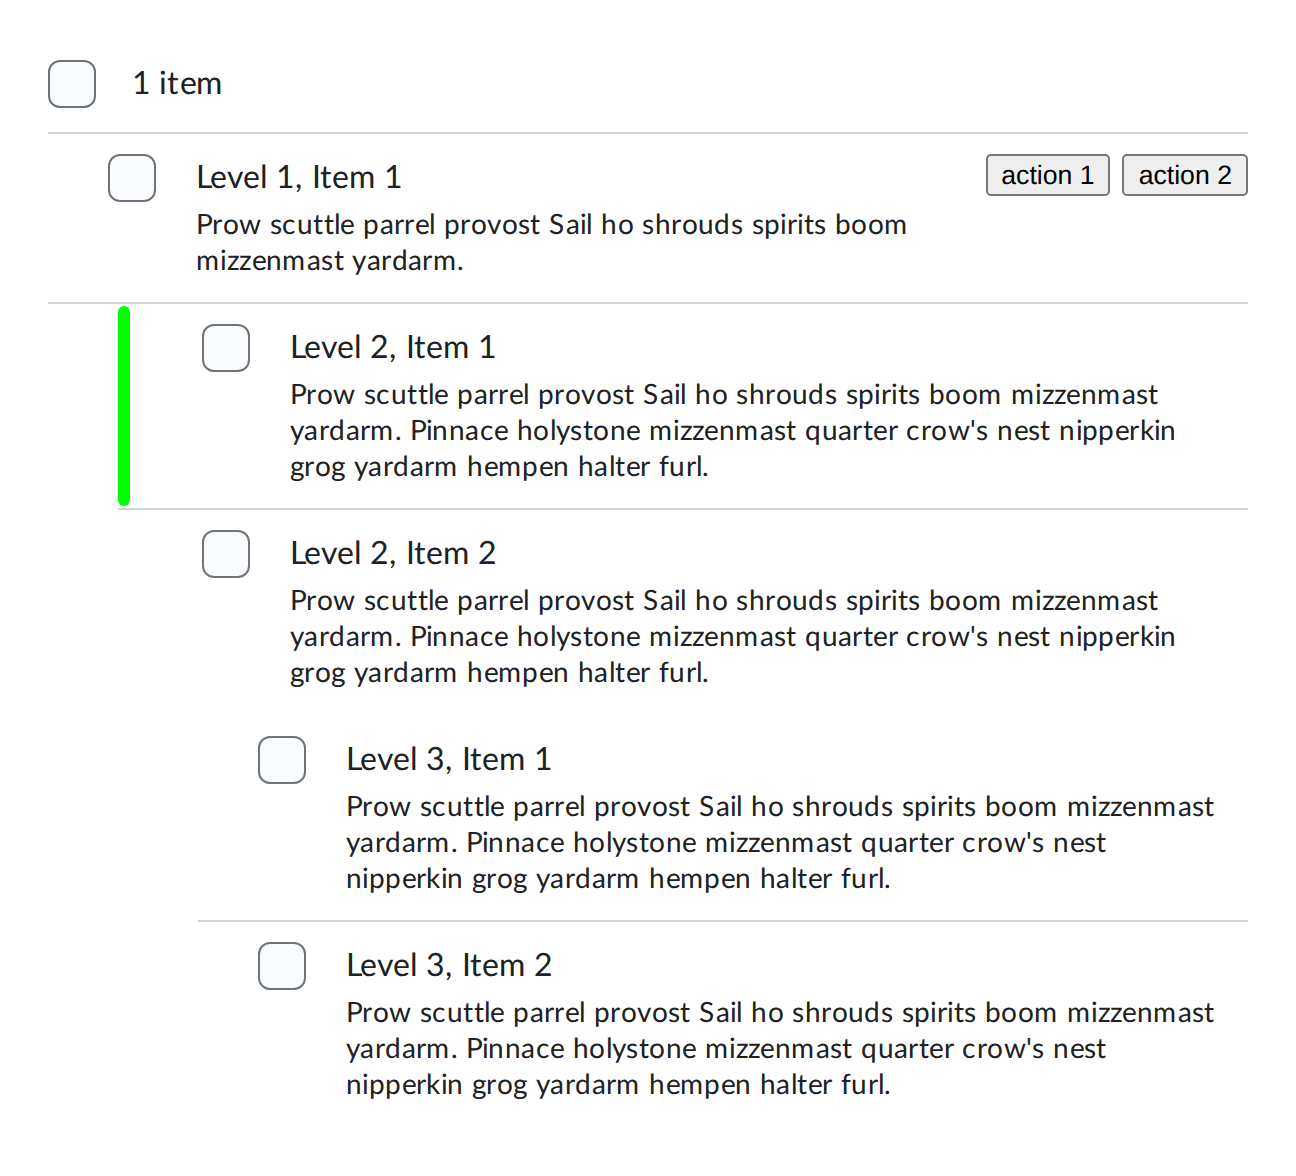 1 item
Level 1, Item 1
action 1 action 2
Prow scuttle parrel provost Sail ho shrouds spirits boom
mizzenmast yardarm.
Level 2, Item 1
Prow scuttle parrel provost Sail ho shrouds spirits boom mizzenmast
yardarm. Pinnace holystone mizzenmast quarter crow's nest nipperkin
grog yardarm hempen halter furl.
Level 2, Item 2
Prow scuttle parrel provost Sail ho shrouds spirits boom mizzenmast
yardarm. Pinnace holystone mizzenmast quarter crow's nest nipperkin
grog yardarm hempen halter furl.
Level 3, Item 1
Prow scuttle parrel provost Sail ho shrouds spirits boom mizzenmast
yardarm. Pinnace holystone mizzenmast quarter crow's nest
nipperkin grog yardarm hempen halter furl.
Level 3, Item 2
Prow scuttle parrel provost Sail ho shrouds spirits boom mizzenmast
yardarm. Pinnace holystone mizzenmast quarter crow's nest
nipperkin grog yardarm hempen halter furl.